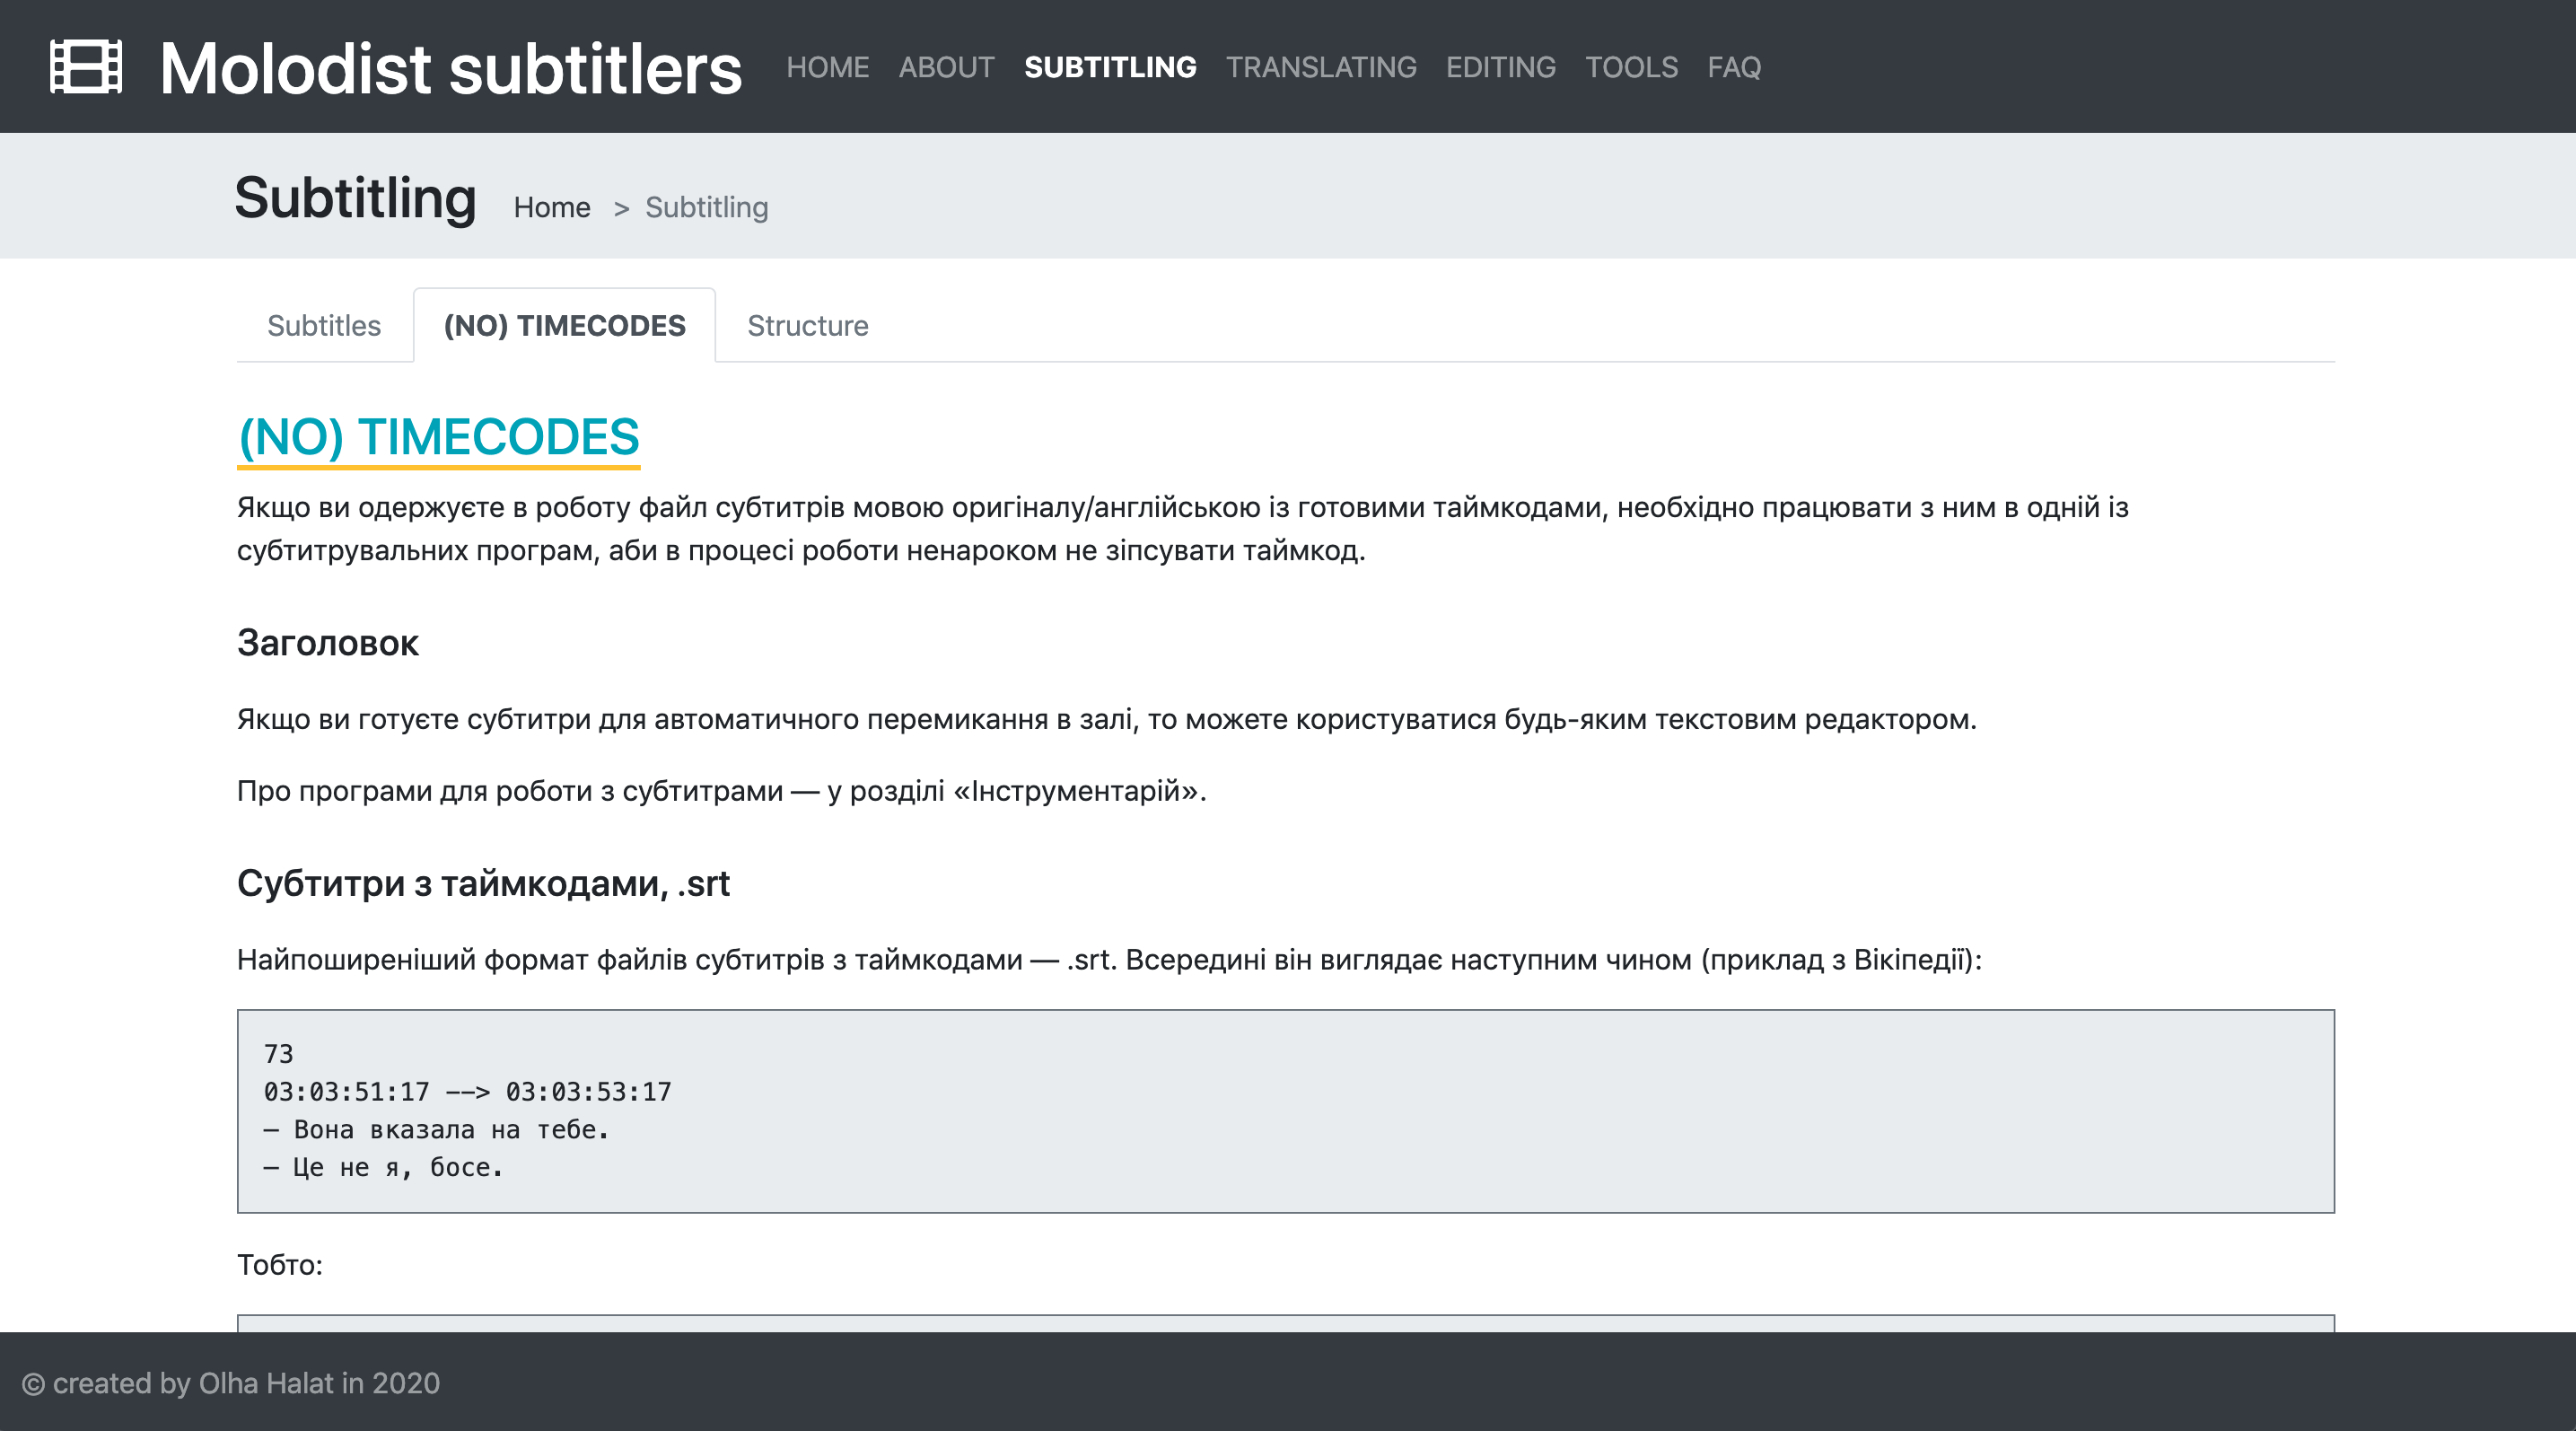 Molodist subtitlers HOME ABOUT SUBTITLING TRANSLATING EDITING TOOLS FAQ
Subtitling Home > Subtitling
Subtitles (NO) TIMECODES Structure
(NO) TIMECODES
Якщо ви одержуєте в роботу файл субтитрів мовою оригіналу/англійською із готовими таймкодами, необхідно працювати з ним в одній із
субтитрувальних програм, аби в процесі роботи ненароком не зіпсувати таймкод.
Заголовок
Якщо ви готуєте субтитри для автоматичного перемикання в залі, то можете користуватися будь-яким текстовим редактором.
Про програми для роботи з субтитрами — у розділі «Інструментарій».
Субтитри з таймкодами, .srt
Найпоширеніший формат файлів субтитрів з таймкодами — .srt. Всередині він виглядає наступним чином (приклад з Вікіпедії):
73
03:03:51:17 --> 03:03:53:17
– Вона вказала на тебе.
– Це не я, босе.
Тобто:
© created by Olha Halat in 2020